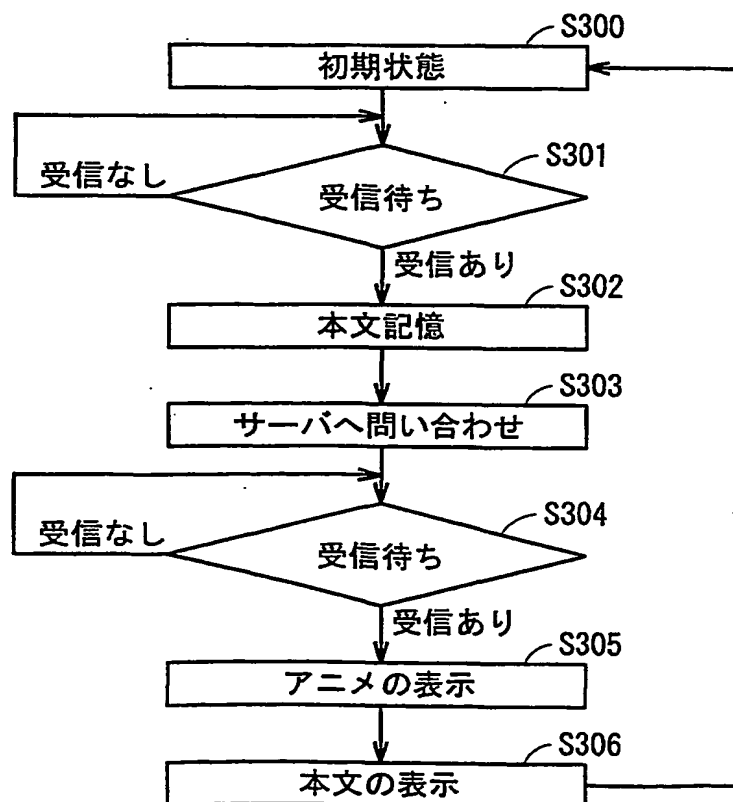 S300
初期状態
S301
受信なし
受信待ち
受信あり
S302
本文記憶
S303
サーバへ問い合わせ
S304
受信なし
受信待ち
受信あり
S305
アニメの表示
S306
本文の表示